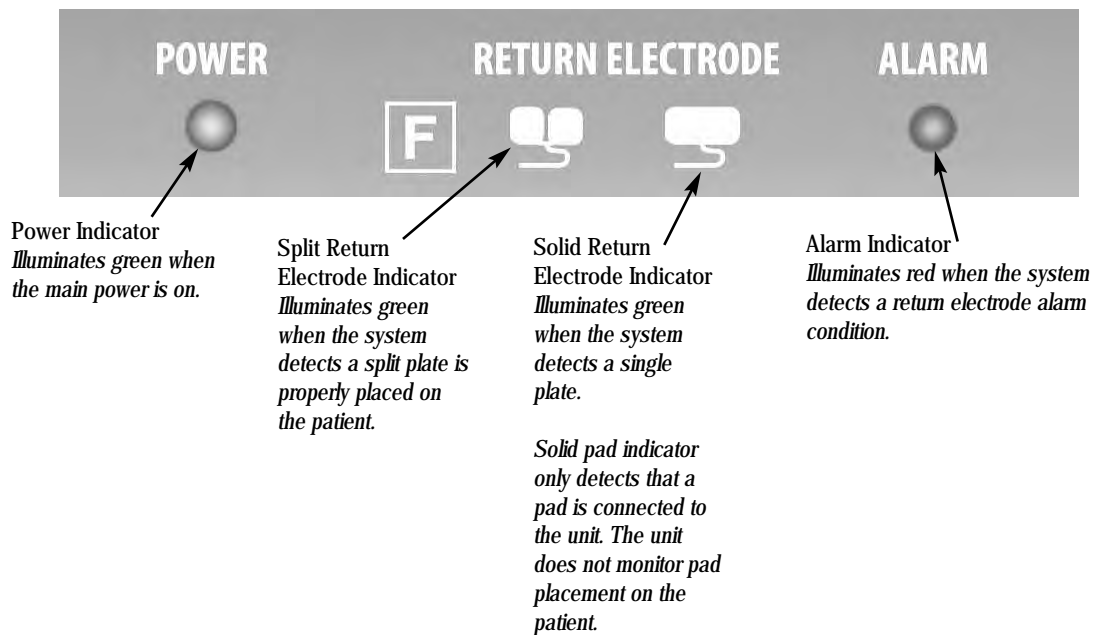 POWER
RETURN ELECTRODE
ALARM
F
Power Indicator
Illuminates green when
the main power is on.
Split Return
Electrode Indicator
Illuminates green
when the system
detects a split plate is
properly placed on
the patient.
Solid Return
Electrode Indicator
Illuminates green
when the system
detects a single
plate.
Solid pad indicator
only detects that a
pad is connected to
the unit. The unit
does not monitor pad
placement on the
patient.
Alarm Indicator
Illuminates red when the system
detects a return electrode alarm
condition.